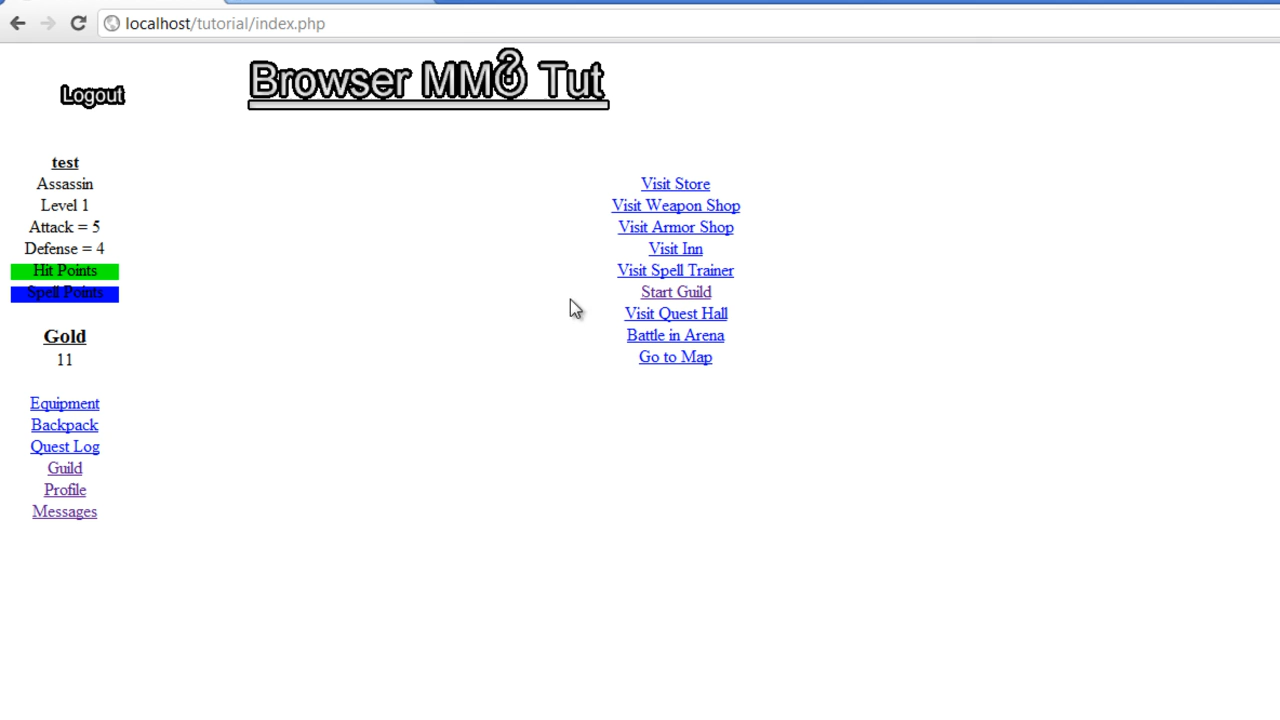 localhost/tutorial/index.php
Browser MMO Tut
Logout
test
Assassin
Level 1
Attack = 5
Defense = 4
Hit Points
Spell Points
Gold
11
Equipment
Backpack
Quest Log
Guild
Profile
Messages
Visit Store
Visit Weapon Shop
Visit Armor Shop
Visit Inn
Visit Spell Trainer
Start Guild
Visit Quest Hall
Battle in Arena
Go to Map